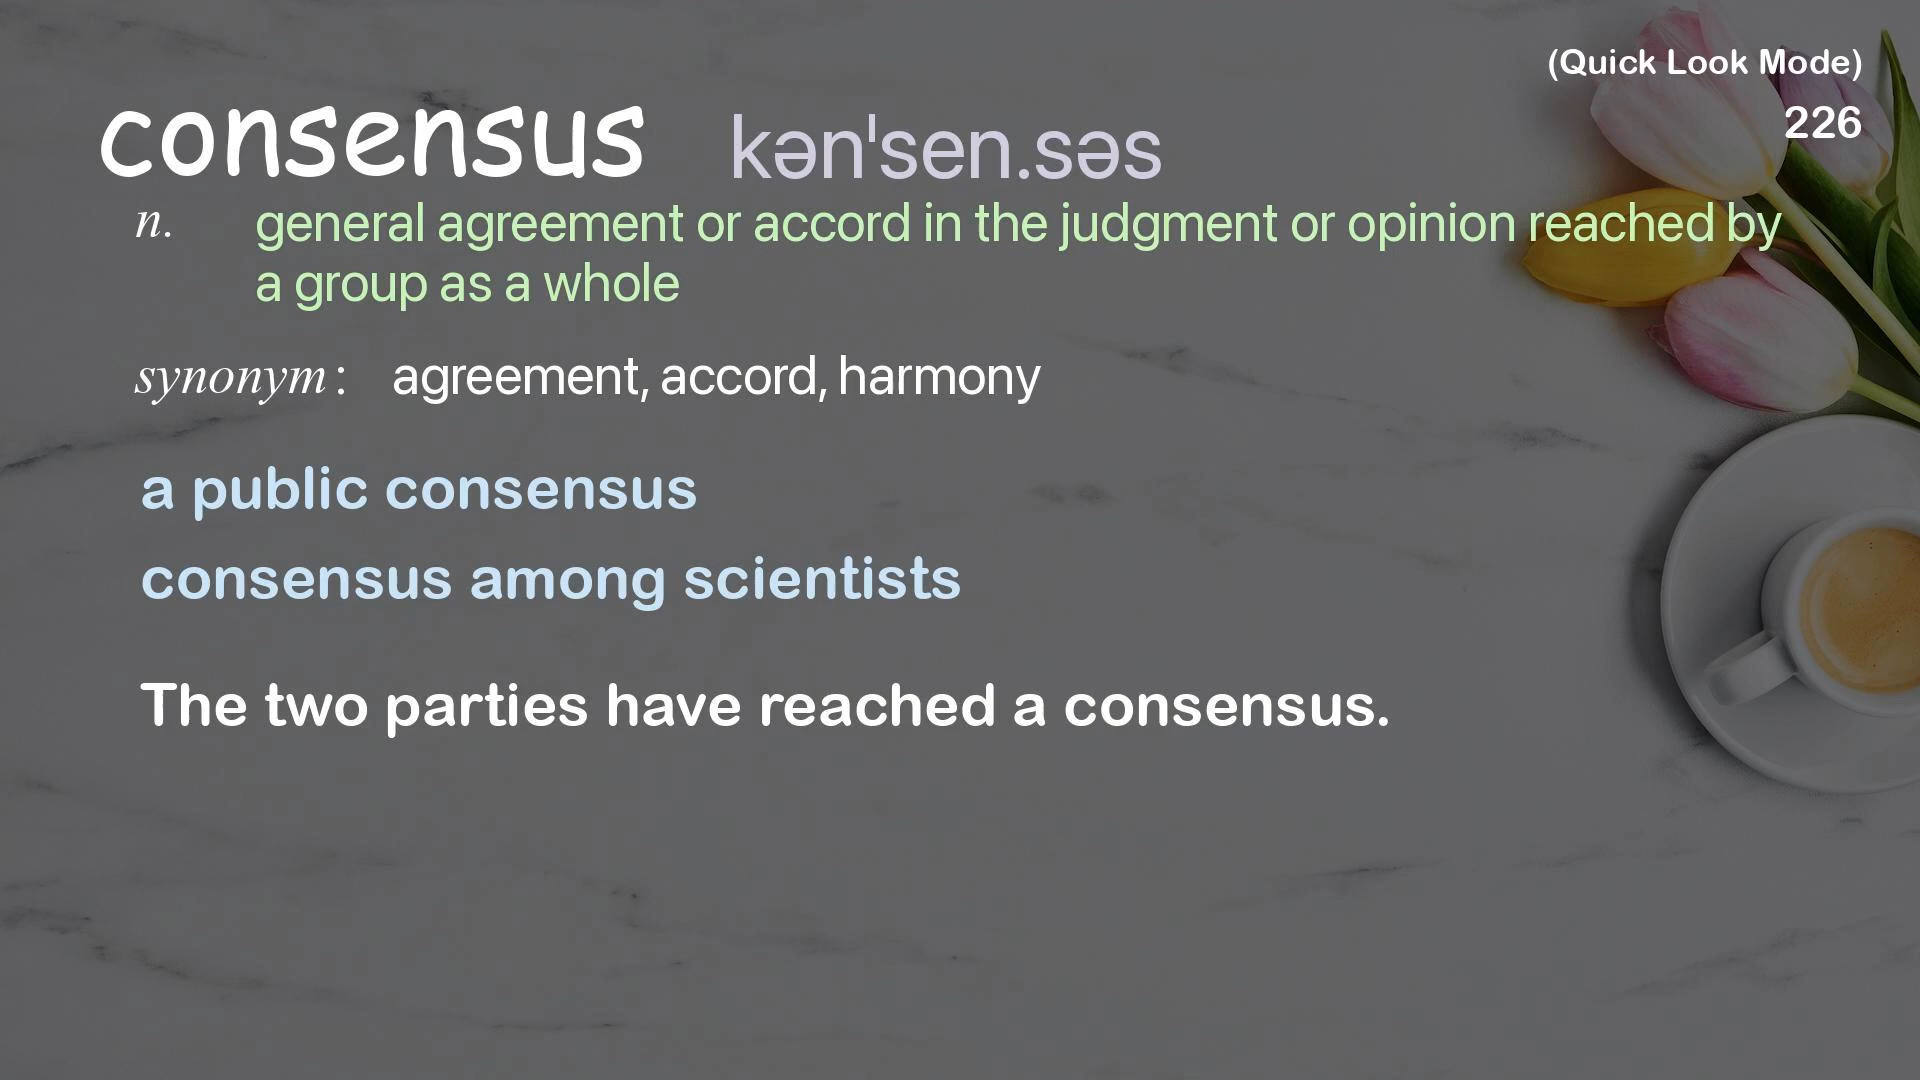 (Quick Look Mode)
226
consensus kən'sen.səs
n. general agreement or accord in the judgment or opinion reached by
a group as a whole
synonym: agreement, accord, harmony
a public consensus
consensus among scientists
The two parties have reached a consensus.